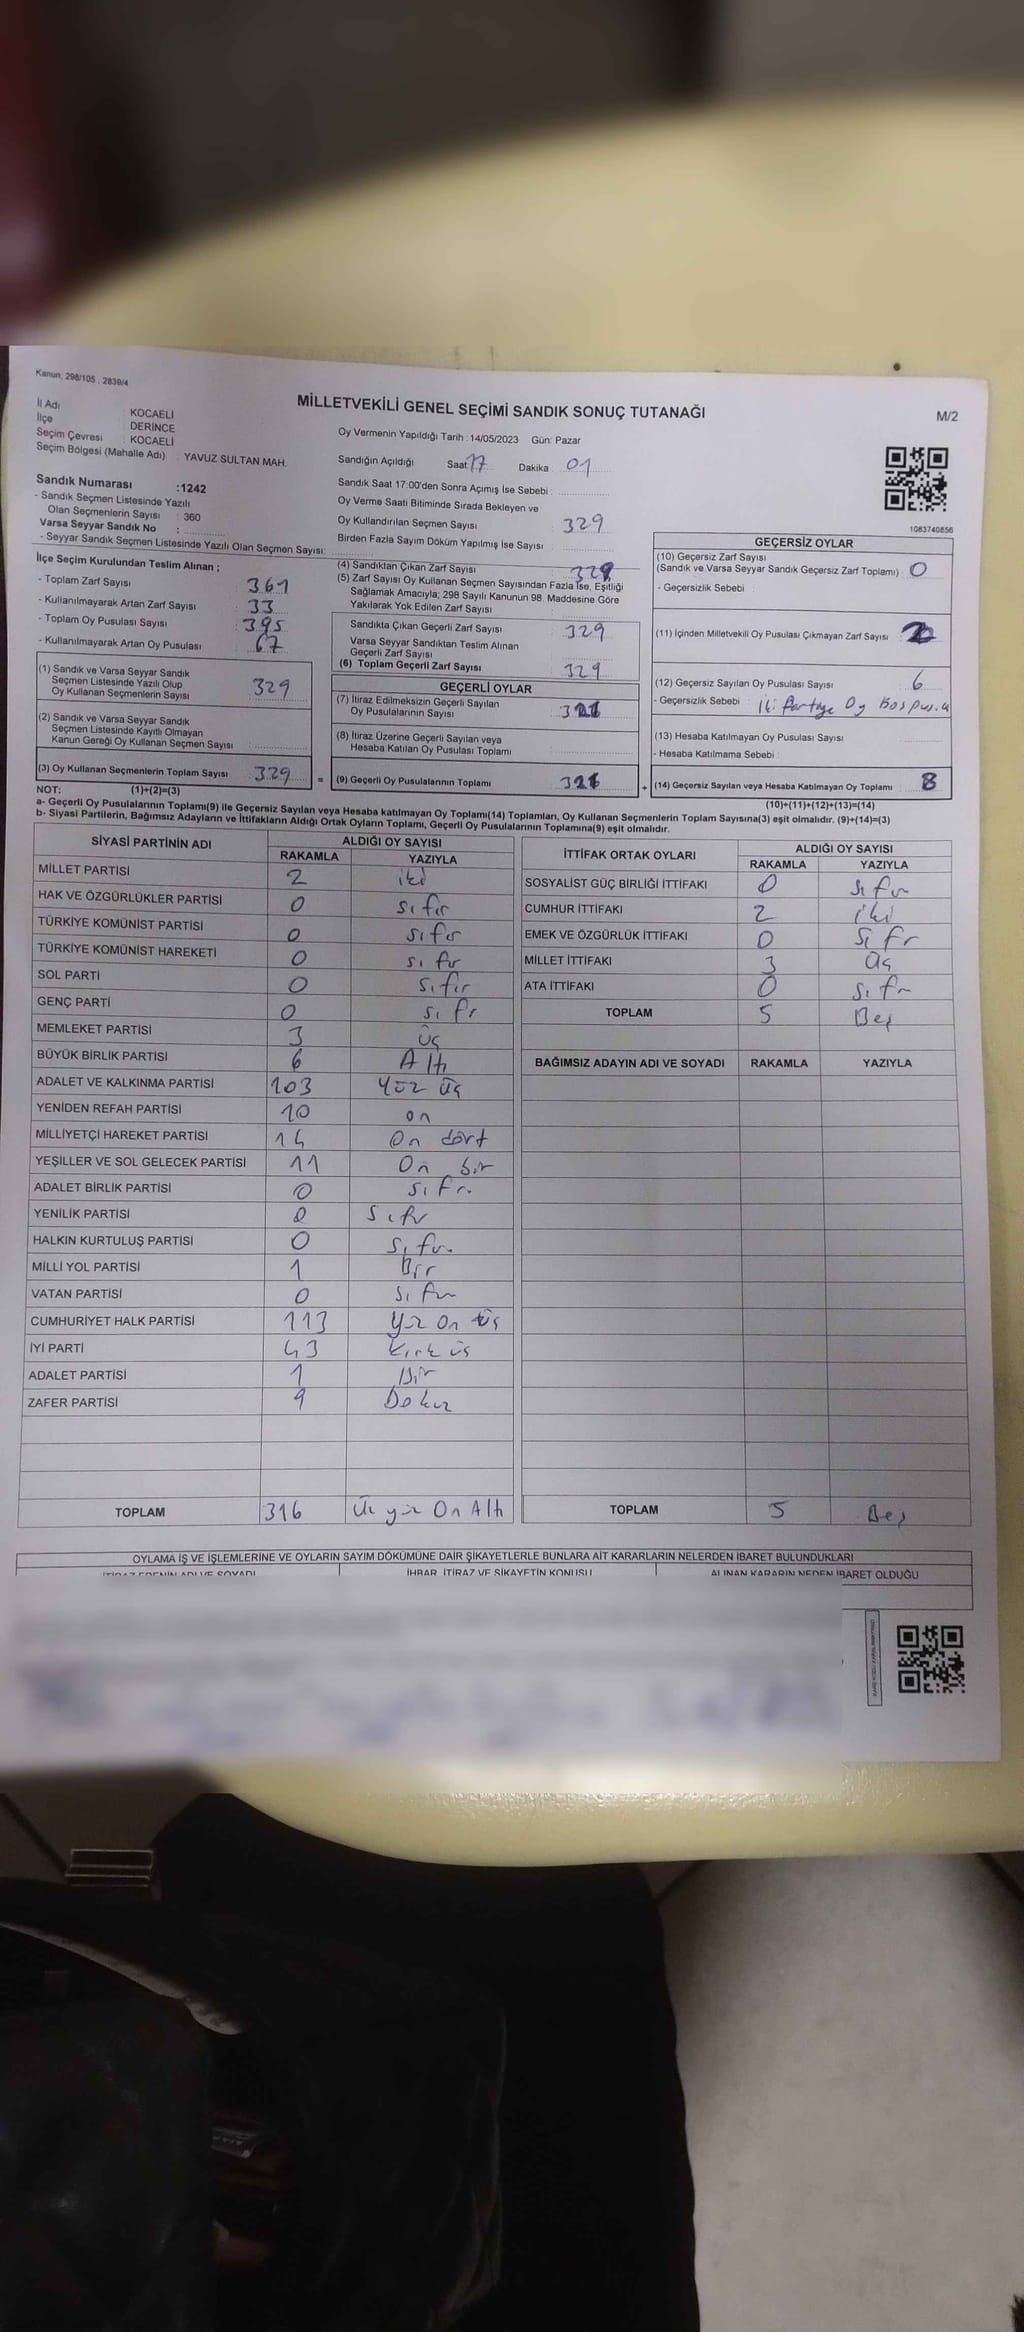 Kanun; 298/105 , 2839/4
MİLLETVEKİLİ GENEL SEÇİMİ SANDIK SONUÇ TUTANAĞI
M/2
İl Adı : KOCAELİ
İlçe : DERİNCE
Seçim Çevresi : KOCAELİ
Seçim Bölgesi (Mahalle Adı) : YAVUZ SULTAN MAH.
Sandık Numarası :1242
- Sandık Seçmen Listesinde Yazılı
Olan Seçmenlerin Sayısı : 360
Varsa Seyyar Sandık No :
- Seyyar Sandık Seçmen Listesinde Yazılı Olan Seçmen Sayısı:
Oy Vermenin Yapıldığı Tarih :14/05/2023 Gün: Pazar
Sandığın Açıldığı Saat 17 Dakika : 01
Sandık Saat 17:00'den Sonra Açımış İse Sebebi :
Oy Verme Saati Bitiminde Sırada Bekleyen ve
Oy Kullandırılan Seçmen Sayısı : 329
Birden Fazla Sayım Döküm Yapılmış İse Sayısı :
1083740856
İlçe Seçim Kurulundan Teslim Alınan ;
- Toplam Zarf Sayısı : 361
- Kullanılmayarak Artan Zarf Sayısı : 33
- Toplam Oy Pusulası Sayısı : 395
- Kullanılmayarak Artan Oy Pusulası : 67
(1) Sandık ve Varsa Seyyar Sandık
Seçmen Listesinde Yazılı Olup
Oy Kullanan Seçmenlerin Sayısı : 329
(2) Sandık ve Varsa Seyyar Sandık
Seçmen Listesinde Kayıtlı Olmayan
Kanun Gereği Oy Kullanan Seçmen Sayısı :
(3) Oy Kullanan Seçmenlerin Toplam Sayısı : 329
(4) Sandıktan Çıkan Zarf Sayısı : 329
(5) Zarf Sayısı Oy Kullanan Seçmen Sayısından Fazla İse, Eşitliği
Sağlamak Amacıyla; 298 Sayılı Kanunun 98. Maddesine Göre
Yakılarak Yok Edilen Zarf Sayısı :
Sandıkta Çıkan Geçerli Zarf Sayısı : 329
Varsa Seyyar Sandıktan Teslim Alınan
Geçerli Zarf Sayısı :
(6) Toplam Geçerli Zarf Sayısı : 329
GEÇERLİ OYLAR
(7) İtiraz Edilmeksizin Geçerli Sayılan
Oy Pusulalarının Sayısı :
(8) İtiraz Üzerine Geçerli Sayılan veya
Hesaba Katılan Oy Pusulası Toplamı :
= (9) Geçerli Oy Pusulalarının Toplamı : 321
GEÇERSİZ OYLAR
(10) Geçersiz Zarf Sayısı
(Sandık ve Varsa Seyyar Sandık Geçersiz Zarf Toplamı) : 0
- Geçersizlik Sebebi :
(11) İçinden Milletvekili Oy Pusulası Çıkmayan Zarf Sayısı : 2
(12) Geçersiz Sayılan Oy Pusulası Sayısı : 6
- Geçersizlik Sebebi : İki Partiye Oy
(13) Hesaba Katılmayan Oy Pusulası Sayısı :
- Hesaba Katılmama Sebebi :
+ (14) Geçersiz Sayılan veya Hesaba Katılmayan Oy Toplamı : 8
NOT: (1)+(2)=(3)
(10)+(11)+(12)+(13)=(14)
a- Geçerli Oy Pusulalarının Toplamı(9) ile Geçersiz Sayılan veya Hesaba katılmayan Oy Toplamı(14) Toplamları, Oy Kullanan Seçmenlerin Toplam Sayısına(3) eşit olmalıdır. (9)+(14)=(3)
b- Siyasi Partilerin, Bağımsız Adayların ve İttifakların Aldığı Ortak Oyların Toplamı, Geçerli Oy Pusulalarının Toplamına(9) eşit olmalıdır.
SİYASİ PARTİNİN ADI ALDIĞI OY SAYISI
RAKAMLA YAZIYLA
MİLLET PARTİSİ 2 iki
HAK VE ÖZGÜRLÜKLER PARTİSİ 0 sıfır
TÜRKİYE KOMÜNİST PARTİSİ 0 sıfır
TÜRKİYE KOMÜNİST HAREKETİ 0 sıfır
SOL PARTİ 0 sıfır
GENÇ PARTİ 0 sıfır
MEMLEKET PARTİSİ 3 üç
BÜYÜK BİRLİK PARTİSİ 6 Altı
ADALET VE KALKINMA PARTİSİ 103 Yüz üç
YENİDEN REFAH PARTİSİ 10 on
MİLLİYETÇİ HAREKET PARTİSİ 14 On dört
YEŞİLLER VE SOL GELECEK PARTİSİ 11 On bir
ADALET BİRLİK PARTİSİ 0 sıfır
YENİLİK PARTİSİ 0 sıfır
HALKIN KURTULUŞ PARTİSİ 0 sıfır
MİLLİ YOL PARTİSİ 1 Bir
VATAN PARTİSİ 0 sıfır
CUMHURİYET HALK PARTİSİ 113 Yüz On üç
İYİ PARTİ 43 Kırk üç
ADALET PARTİSİ 1 Bir
ZAFER PARTİSİ 9 Dokuz
TOPLAM 316 Üç yüz On Altı
İTTİFAK ORTAK OYLARI ALDIĞI OY SAYISI
RAKAMLA YAZIYLA
SOSYALİST GÜÇ BİRLİĞİ İTTİFAKI 0 sıfır
CUMHUR İTTİFAKI 2 iki
EMEK VE ÖZGÜRLÜK İTTİFAKI 0 sıfır
MİLLET İTTİFAKI 3 üç
ATA İTTİFAKI 0 sıfır
TOPLAM 5 Beş
BAĞIMSIZ ADAYIN ADI VE SOYADI RAKAMLA YAZIYLA
TOPLAM 5 Beş
OYLAMA İŞ VE İŞLEMLERİNE VE OYLARIN SAYIM DÖKÜMÜNE DAİR ŞİKAYETLERLE BUNLARA AİT KARARLARIN NELERDEN İBARET BULUNDUKLARI
İTİRAZ EDENİN ADI VE SOYADI İHBAR, İTİRAZ VE ŞİKAYETİN KONUSU ALINAN KARARIN NEDEN İBARET OLDUĞU